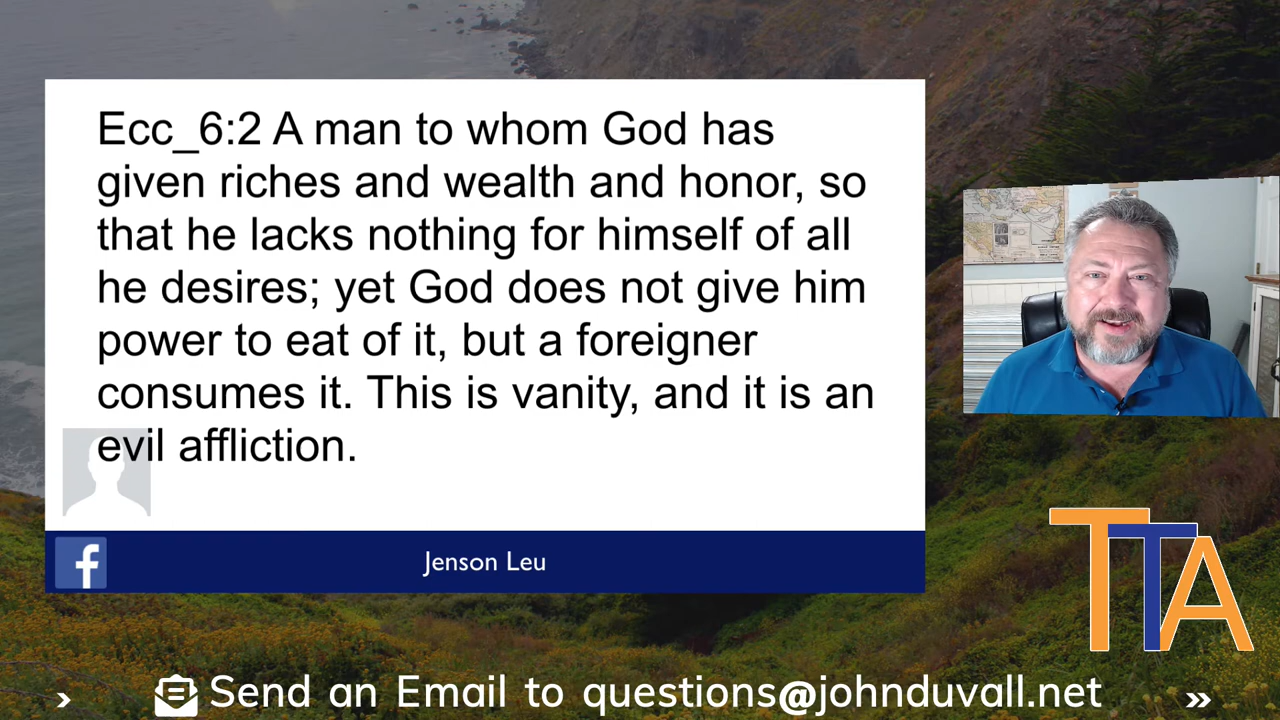 Ecc_6:2 A man to whom God has
given riches and wealth and honor, so
that he lacks nothing for himself of all
he desires; yet God does not give him
power to eat of it, but a foreigner
consumes it. This is vanity, and it is an
evil affliction.
f
Jenson Leu
TTA
Send an Email to questions@johnduvall.net